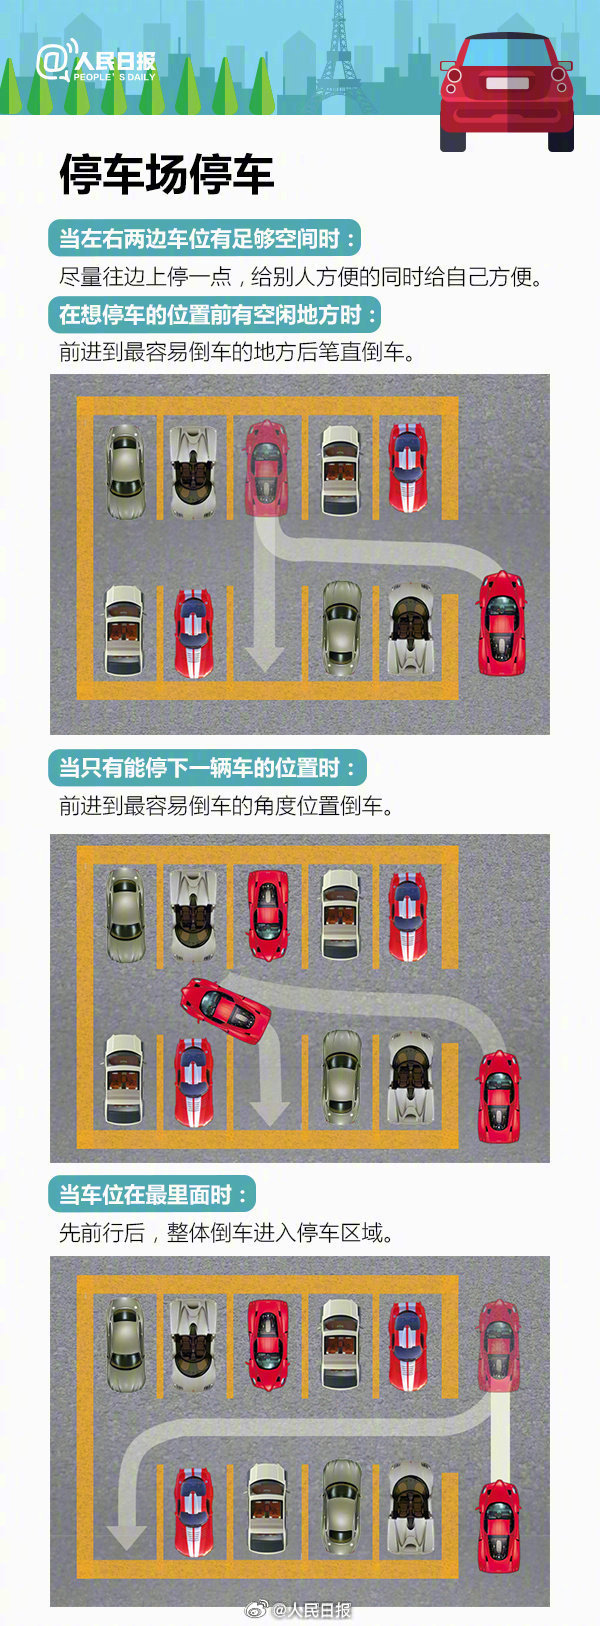 @人民日报
PEOPLE'S DAILY
停车场停车
当左右两边车位有足够空间时：
尽量往边上停一点，给别人方便的同时给自己方便。
在想停车的位置前有空闲地方时：
前进到最容易倒车的地方后笔直倒车。
当只有能停下一辆车的位置时：
前进到最容易倒车的角度位置倒车。
当车位在最里面时：
先前行后，整体倒车进入停车区域。
@人民日报